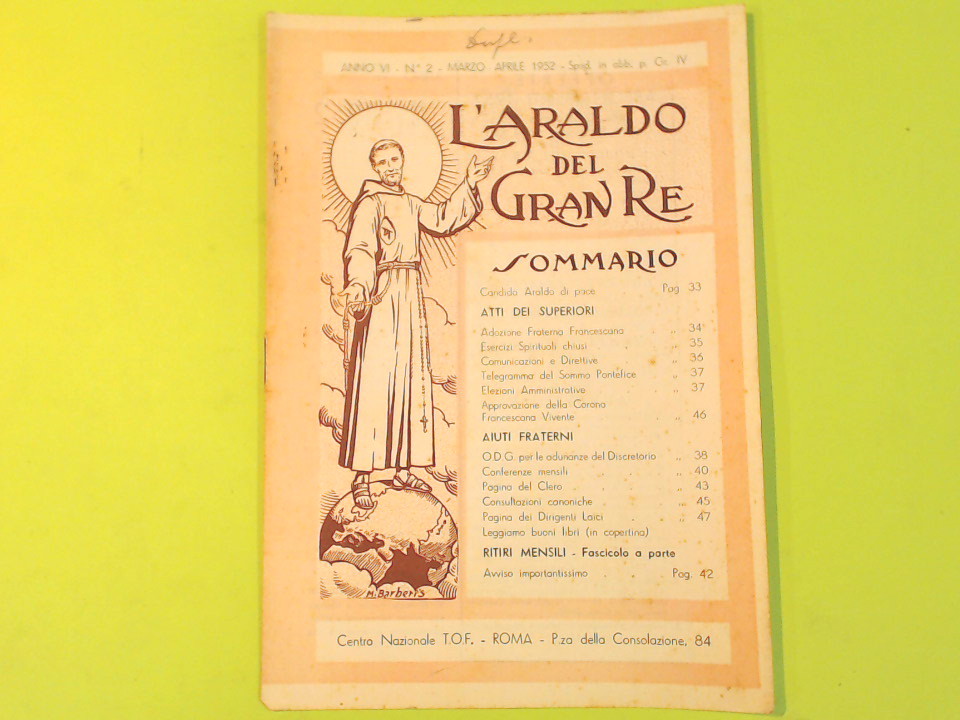 ANNO VI - N° 2 - MARZO APRILE 1952 - Sped. in abb. p. Gr. IV
L'ARALDO
DEL
GRAN RE
SOMMARIO
Candido Araldo di pace Pag. 33
ATTI DEI SUPERIORI
Adozione Fraterna Francescana „ 34
Esercizi Spirituali chiusi . . „ 35
Comunicazioni e Direttive . „ 36
Telegramma del Sommo Pontefice „ 37
Elezioni Amministrative . „ 37
Approvazione della Corona
Francescana Vivente . „ 46
AIUTI FRATERNI
O.D.G. per le adunanze del Discretorio „ 38
Conferenze mensili . . „ 40
Pagina del Clero . . . „ 43
Consultazioni canoniche . . „ 45
Pagina dei Dirigenti Laici . . „ 47
Leggiamo buoni libri (in copertina)
RITIRI MENSILI - Fascicolo a parte
Avviso importantissimo . . . Pag. 42
M. Barberis
Centro Nazionale T.O.F. - ROMA - P.za della Consolazione, 84